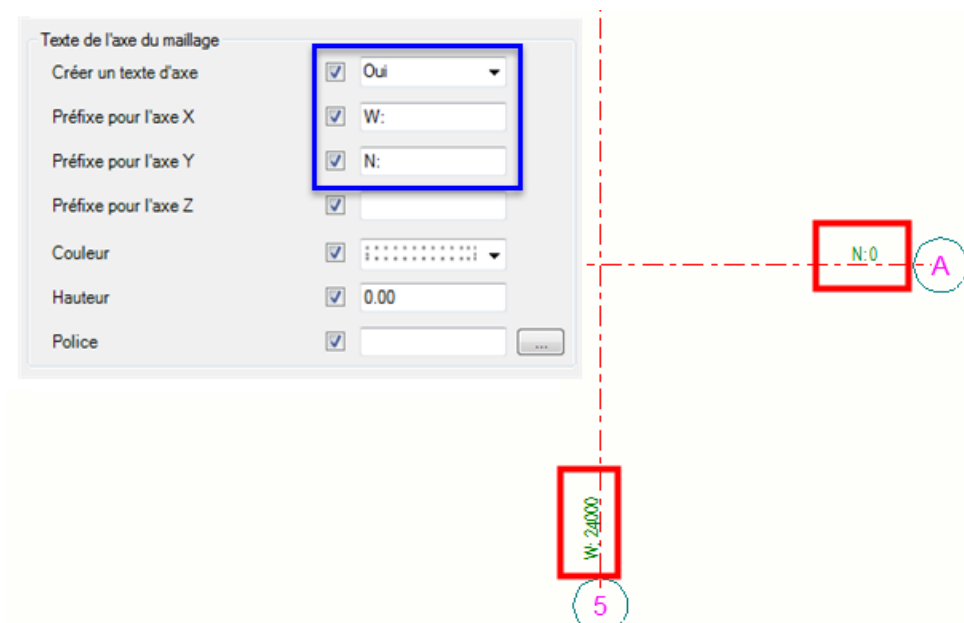 Texte de l'axe du maillage
Créer un texte d'axe Oui
Préfixe pour l'axe X W:
Préfixe pour l'axe Y N:
Préfixe pour l'axe Z
Couleur
Hauteur 0.00
Police ...
N:0
A
W: 24000
5